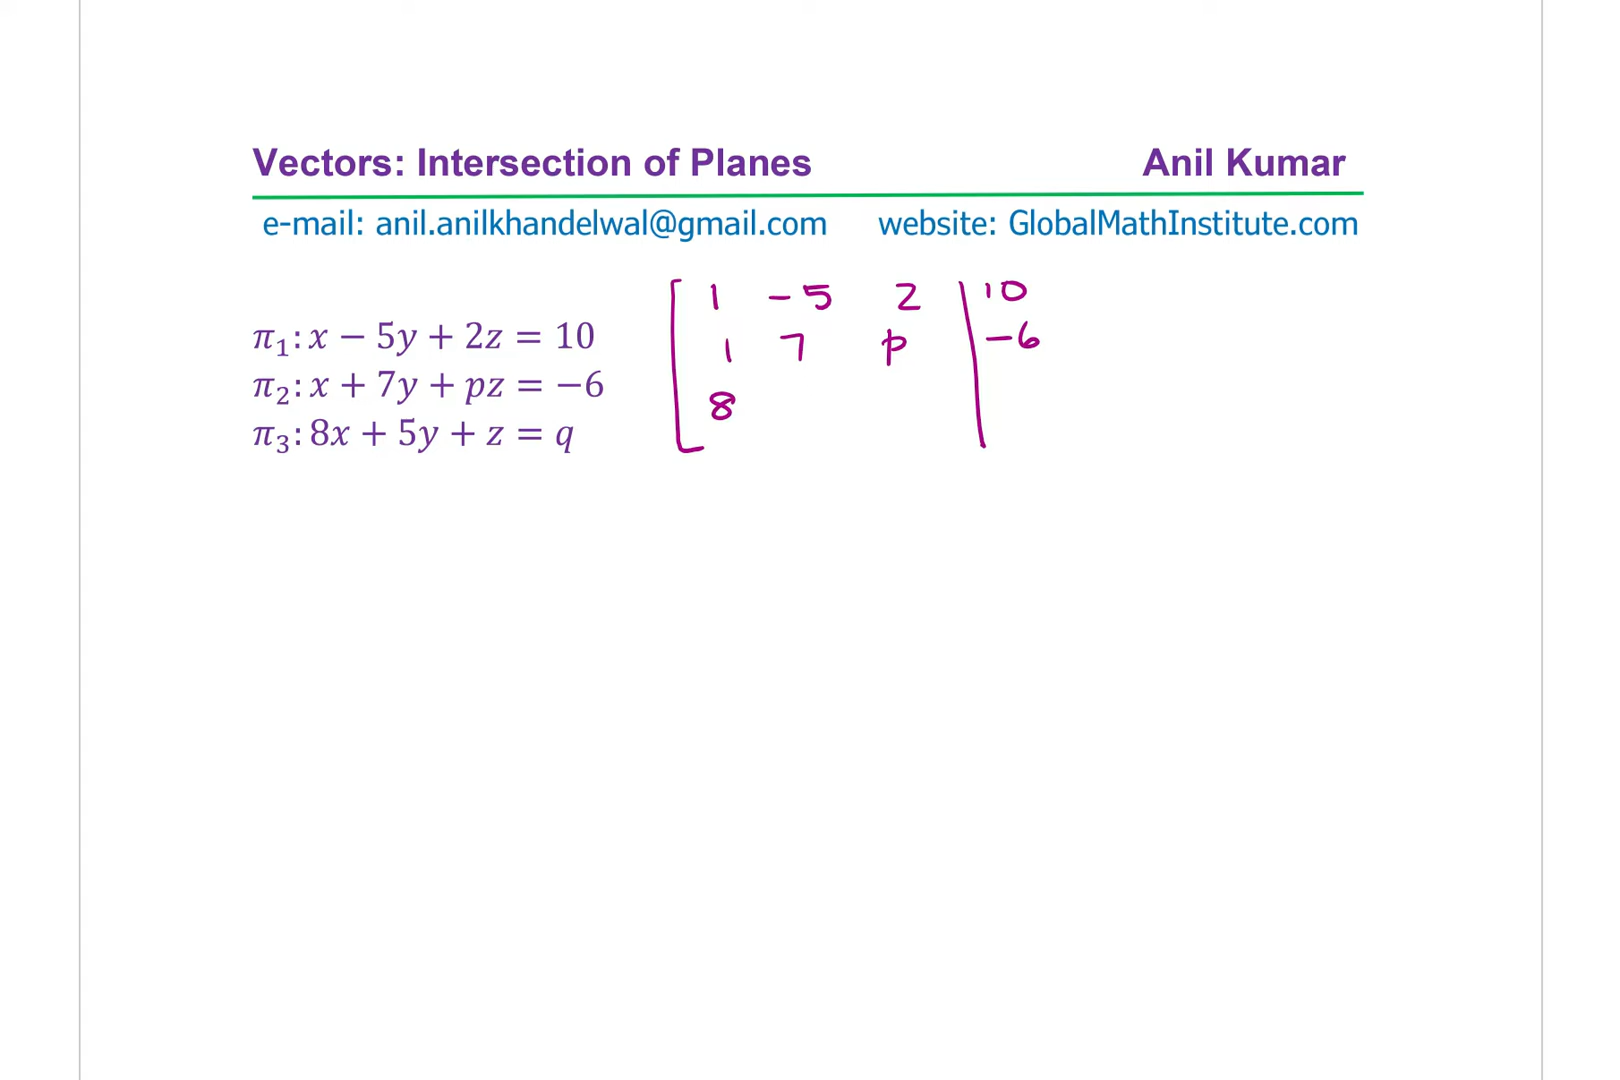 Vectors: Intersection of Planes Anil Kumar
e-mail: anil.anilkhandelwal@gmail.com website: GlobalMathInstitute.com
π₁: x − 5y + 2z = 10
π₂: x + 7y + pz = −6
π₃: 8x + 5y + z = q
[ 1 -5 2 | 10
1 7 p | -6
8